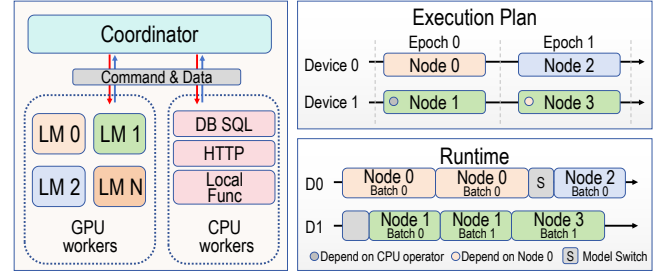 Coordinator
Command & Data
LM 0
LM 1
LM 2
LM N
GPU
workers
DB SQL
HTTP
Local
Func
CPU
workers
Execution Plan
Epoch 0
Epoch 1
Device 0
Node 0
Node 2
Device 1
Node 1
Node 3
Runtime
D0
Node 0
Batch 0
Node 0
Batch 0
S
Node 2
Batch 0
D1
Node 1
Batch 0
Node 1
Batch 1
Node 3
Batch 1
Depend on CPU operator
Depend on Node 0
S
Model Switch